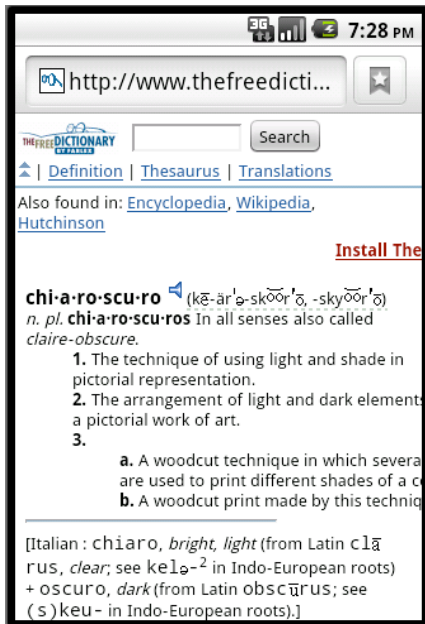 3G 7:28 PM
http://www.thefreedicti...
THE FREE DICTIONARY BY FARLEX Search
| Definition | Thesaurus | Translations
Also found in: Encyclopedia, Wikipedia,
Hutchinson
Install The
chi·a·ro·scu·ro (kē-är′ə-sko͝or′ō, -skyo͝or′ō)
n. pl. chi·a·ro·scu·ros In all senses also called
claire-obscure.
1. The technique of using light and shade in
pictorial representation.
2. The arrangement of light and dark elements
a pictorial work of art.
3.
a. A woodcut technique in which severa
are used to print different shades of a c
b. A woodcut print made by this techniq
[Italian : chiaro, bright, light (from Latin clā
rus, clear; see kelə-² in Indo-European roots)
+ oscuro, dark (from Latin obscūrus; see
(s)keu- in Indo-European roots).]